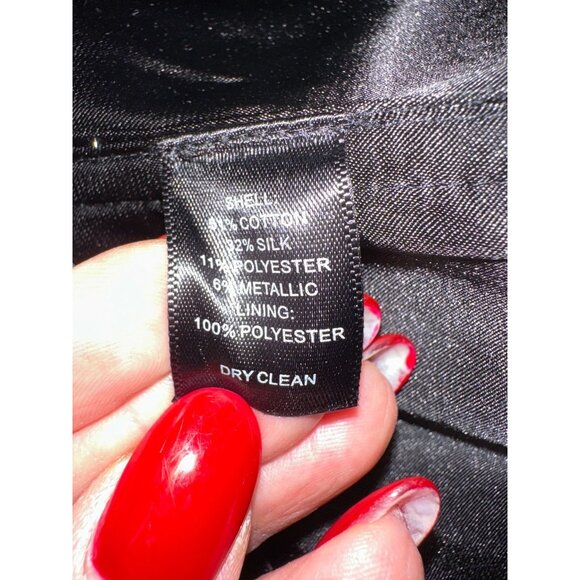 SHELL:
51% COTTON
32% SILK
11% POLYESTER
6% METALLIC
LINING:
100% POLYESTER
DRY CLEAN